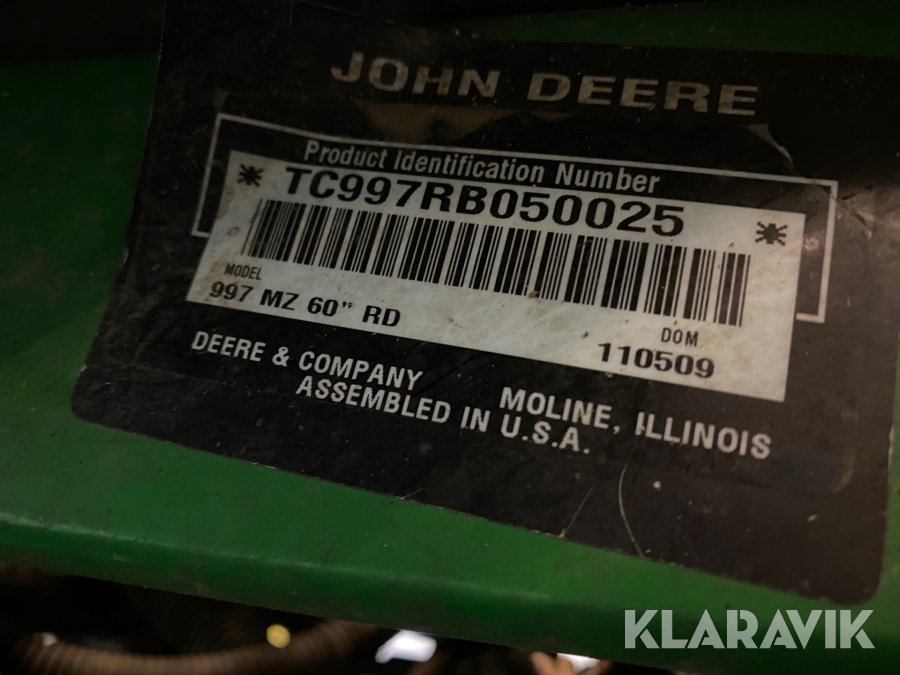 JOHN DEERE
Product Identification Number
* TC997RB050025 *
MODEL
997 MZ 60" RD
DOM
110509
DEERE & COMPANY MOLINE, ILLINOIS
ASSEMBLED IN U.S.A.
KLARAVIK